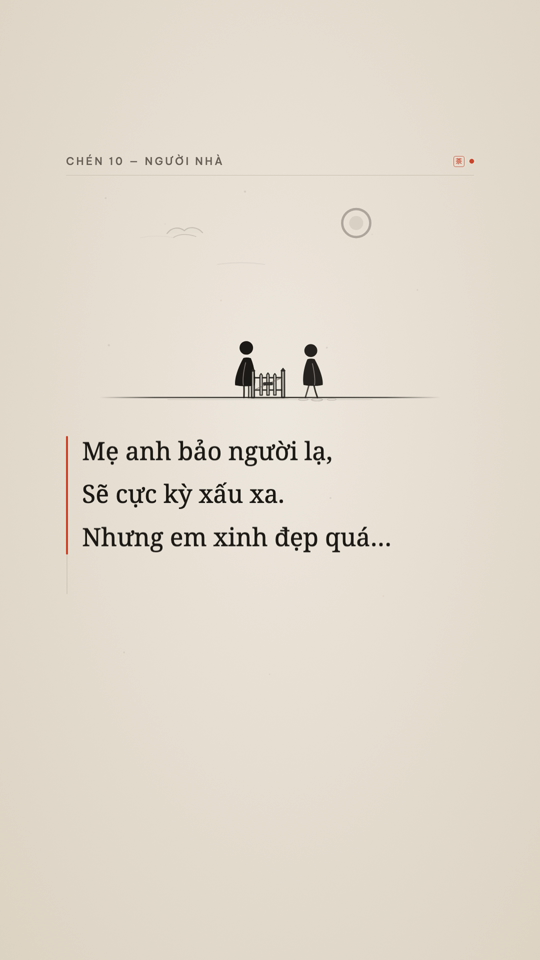 CHÉN 10 — NGƯỜI NHÀ
Mẹ anh bảo người lạ,
Sẽ cực kỳ xấu xa.
Nhưng em xinh đẹp quá...